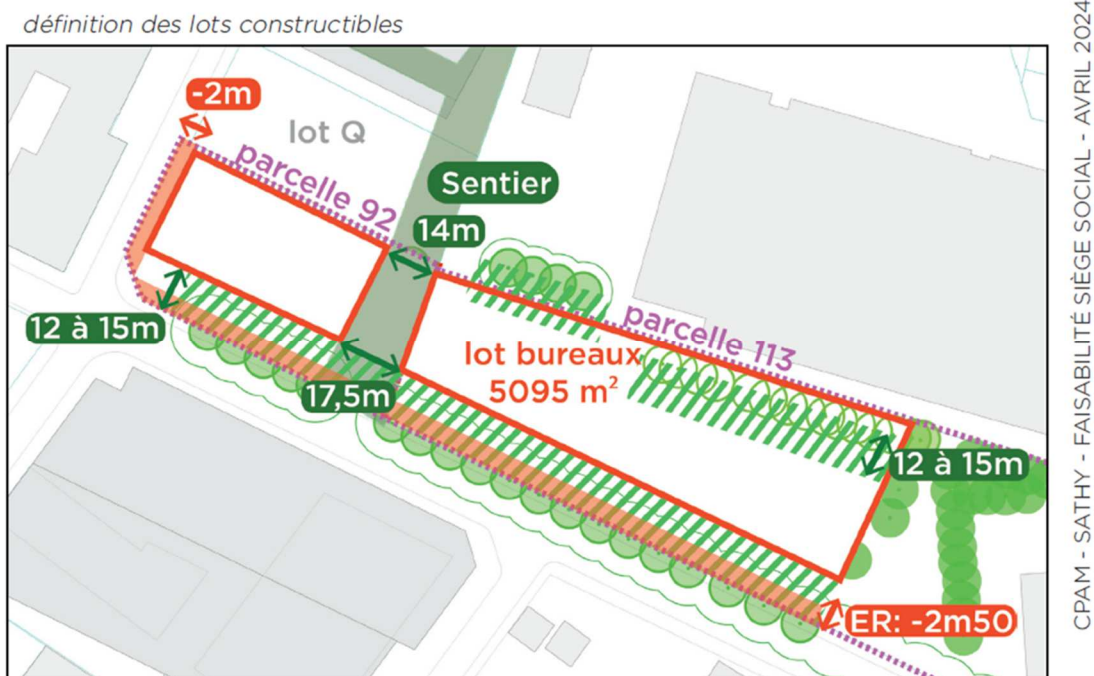 définition des lots constructibles
-2m
lot Q
parcelle 92
Sentier
14m
12 à 15m
17,5m
parcelle 113
lot bureaux
5095 m²
12 à 15m
ER: -2m50
CPAM - SATHY - FAISABILITÉ SIÈGE SOCIAL - AVRIL 2024